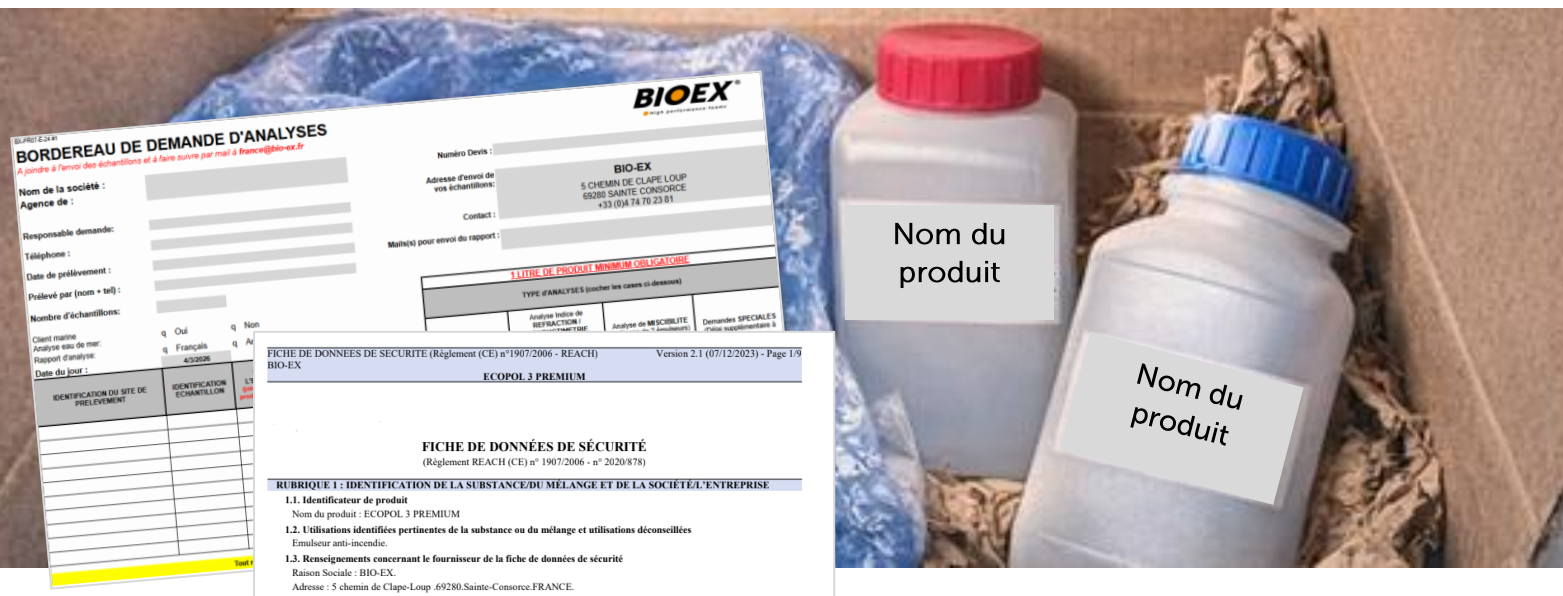 BX-PR07-E-24 #1
BORDEREAU DE DEMANDE D'ANALYSES
A joindre à l'envoi des échantillons et à faire suivre par mail à france@bio-ex.fr
BIOEX
High performance foams
Nom de la société :
Agence de :
Responsable demande:
Téléphone :
Date de prélèvement :
Prélevé par (nom + tel) :
Nombre d'échantillons:
Client marine
Analyse eau de mer: q Oui q Non
Rapport d'analyse: q Français q
Date du jour : 4/3/2026
Numéro Devis :
Adresse d'envoi de vos échantillons:
BIO-EX
5 CHEMIN DE CLAPE LOUP
69280 SAINTE CONSORCE
+33 (0)4 74 70 23 81
Contact :
Mails(s) pour envoi du rapport :
1 LITRE DE PRODUIT MINIMUM OBLIGATOIRE
TYPE d'ANALYSES (cocher les cases ci-dessous)
Analyse Indice de
REFRACTION /
Analyse de MISCIBILITE
Demandes SPECIALES
(Délai supplémentaire à
IDENTIFICATION DU SITE DE
PRELEVEMENT
IDENTIFICATION
ECHANTILLON
Tout
FICHE DE DONNEES DE SECURITE (Règlement (CE) n°1907/2006 - REACH)
Version 2.1 (07/12/2023) - Page 1/9
BIO-EX
ECOPOL 3 PREMIUM
FICHE DE DONNÉES DE SÉCURITÉ
(Règlement REACH (CE) n° 1907/2006 - n° 2020/878)
RUBRIQUE 1 : IDENTIFICATION DE LA SUBSTANCE/DU MÉLANGE ET DE LA SOCIÉTÉ/L'ENTREPRISE
1.1. Identificateur de produit
Nom du produit : ECOPOL 3 PREMIUM
1.2. Utilisations identifiées pertinentes de la substance ou du mélange et utilisations déconseillées
Emulseur anti-incendie.
1.3. Renseignements concernant le fournisseur de la fiche de données de sécurité
Raison Sociale : BIO-EX.
Adresse : 5 chemin de Clape-Loup .69280.Sainte-Consorce.FRANCE.
Nom du
produit
Nom du
produit